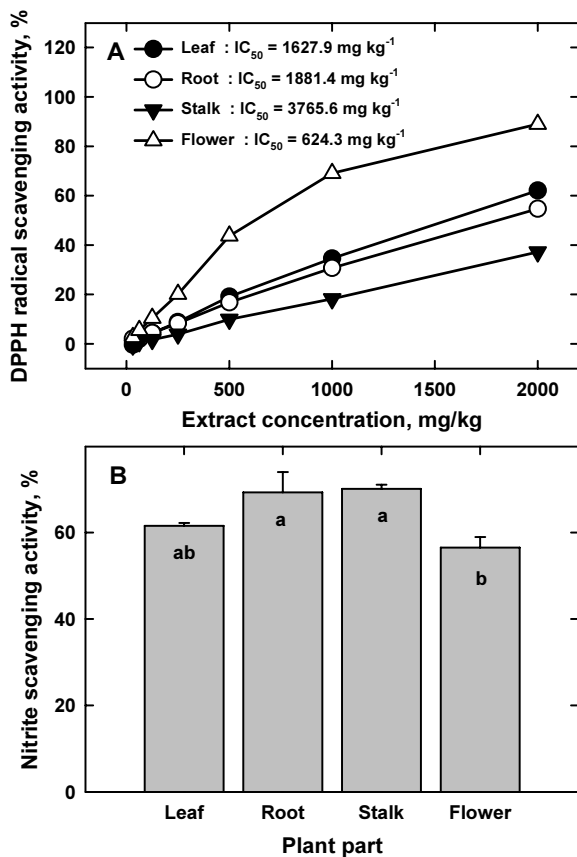 DPPH radical scavenging activity, %
A
Leaf : IC50 = 1627.9 mg kg-1
Root : IC50 = 1881.4 mg kg-1
Stalk : IC50 = 3765.6 mg kg-1
Flower : IC50 = 624.3 mg kg-1
120
100
80
60
40
20
0
0 500 1000 1500 2000
Extract concentration, mg/kg
Nitrite scavenging activity, %
B
60
40
20
0
ab a a b
Leaf Root Stalk Flower
Plant part